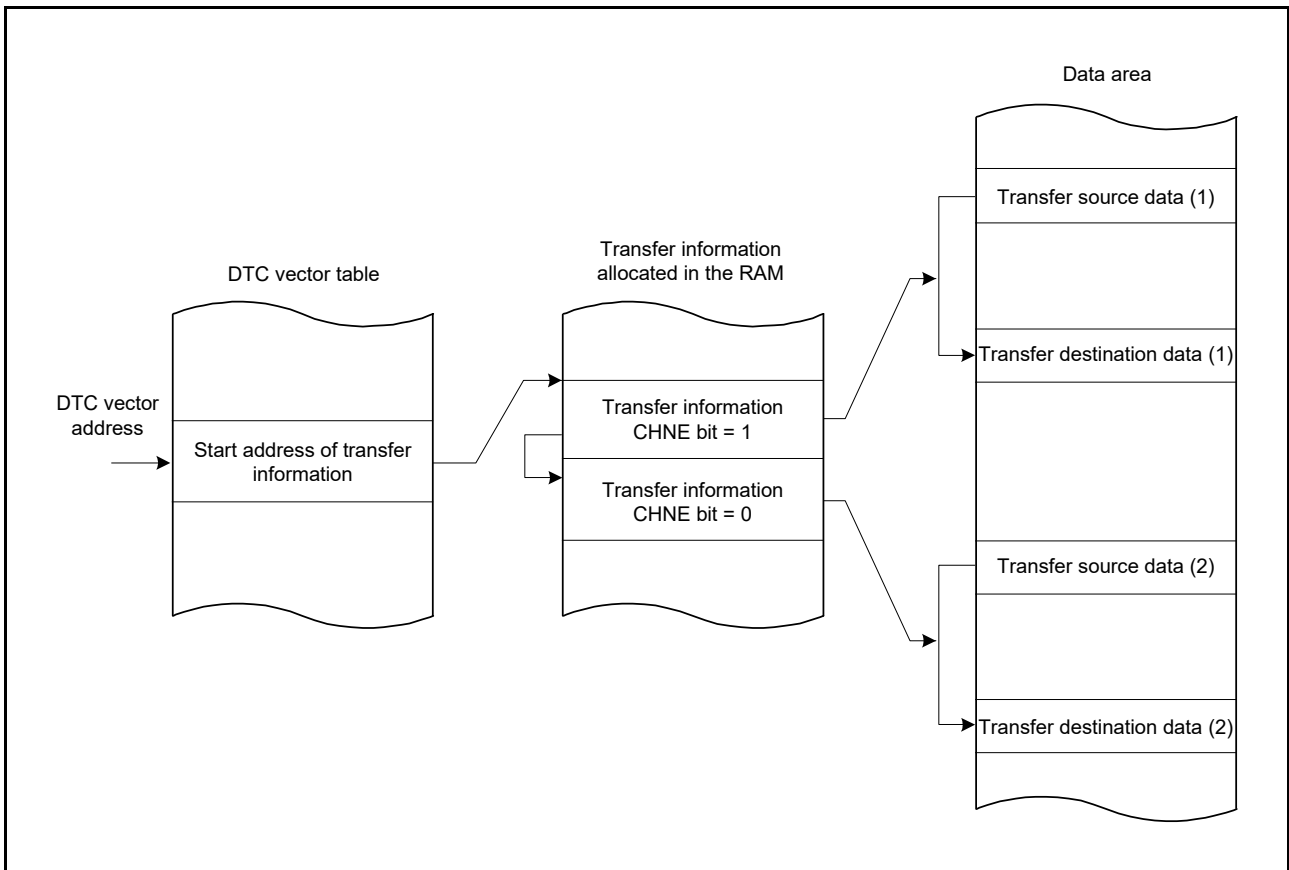 Data area
Transfer source data (1)
Transfer information
allocated in the RAM
DTC vector table
Transfer destination data (1)
DTC vector
address
Transfer information
CHNE bit = 1
Start address of transfer
information
Transfer information
CHNE bit = 0
Transfer source data (2)
Transfer destination data (2)